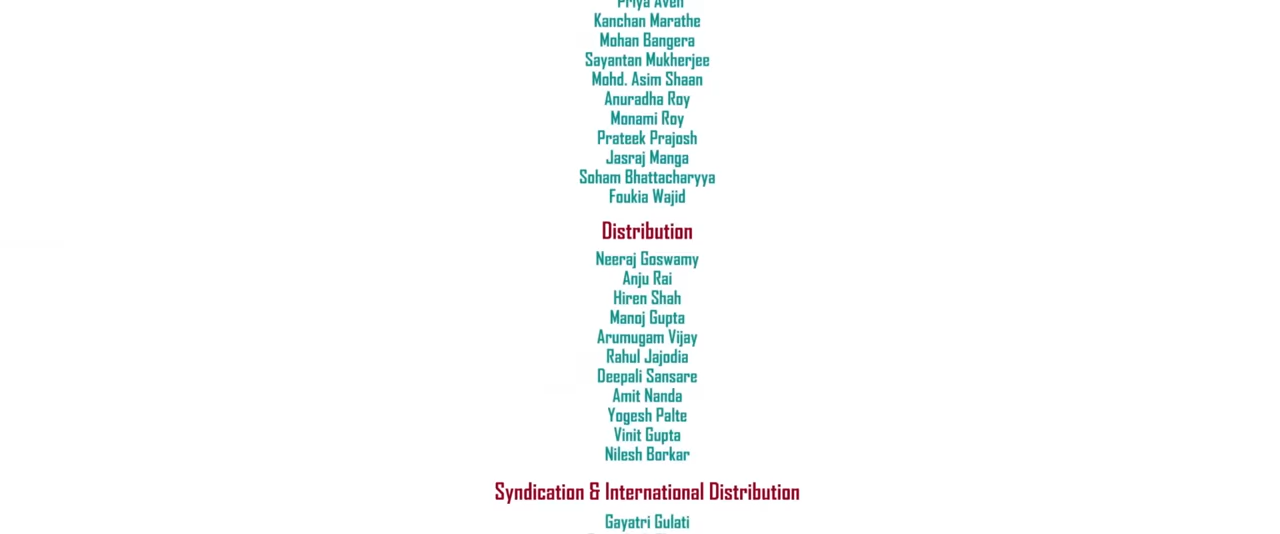 Priya Aven
Kanchan Marathe
Mohan Bangera
Sayantan Mukherjee
Mohd. Asim Shaan
Anuradha Roy
Monami Roy
Prateek Prajosh
Jasraj Manga
Soham Bhattacharyya
Foukia Wajid
Distribution
Neeraj Goswamy
Anju Rai
Hiren Shah
Manoj Gupta
Arumugam Vijay
Rahul Jajodia
Deepali Sansare
Amit Nanda
Yogesh Palte
Vinit Gupta
Nilesh Borkar
Syndication & International Distribution
Gayatri Gulati